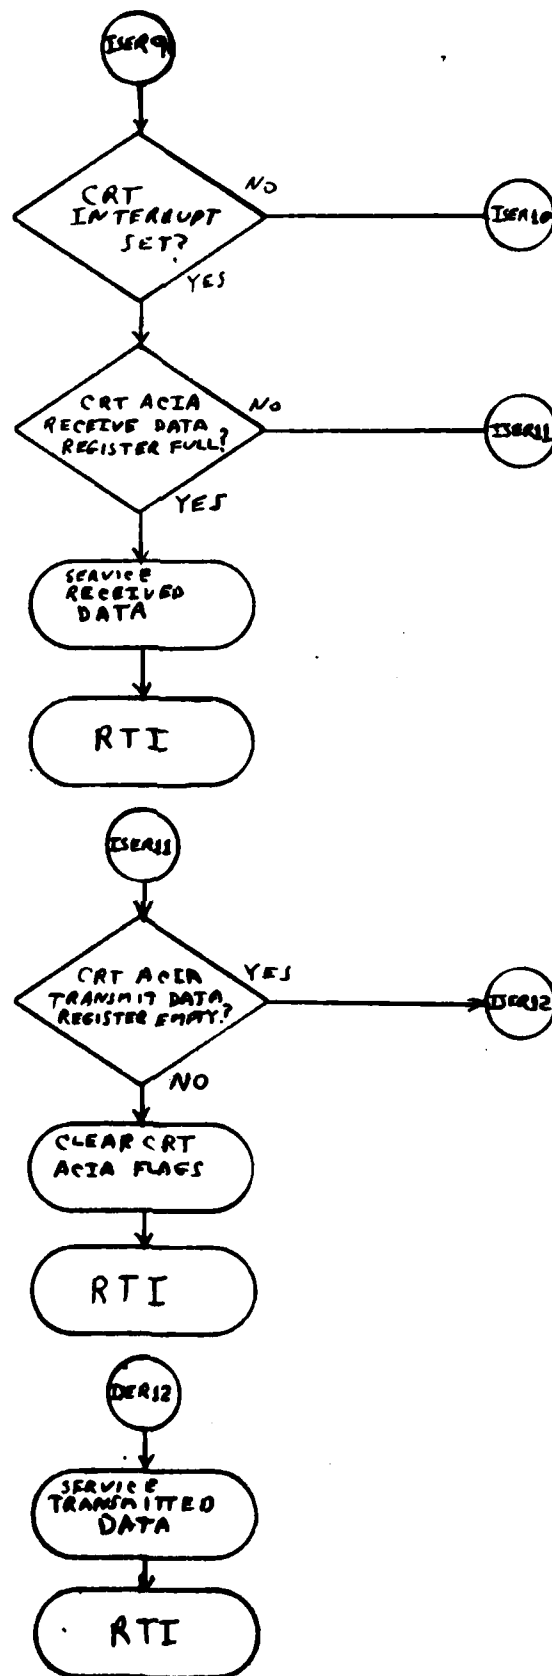 ISER9
CRT
INTERRUPT
SET?
NO
ISER10
YES
CRT ACIA
RECEIVE DATA
REGISTER FULL?
NO
ISER11
YES
SERVICE
RECEIVED
DATA
RTI
ISER11
CRT ACIA
TRANSMIT DATA
REGISTER EMPTY?
YES
ISER12
NO
CLEAR CRT
ACIA FLAGS
RTI
ISER12
SERVICE
TRANSMITTED
DATA
RTI